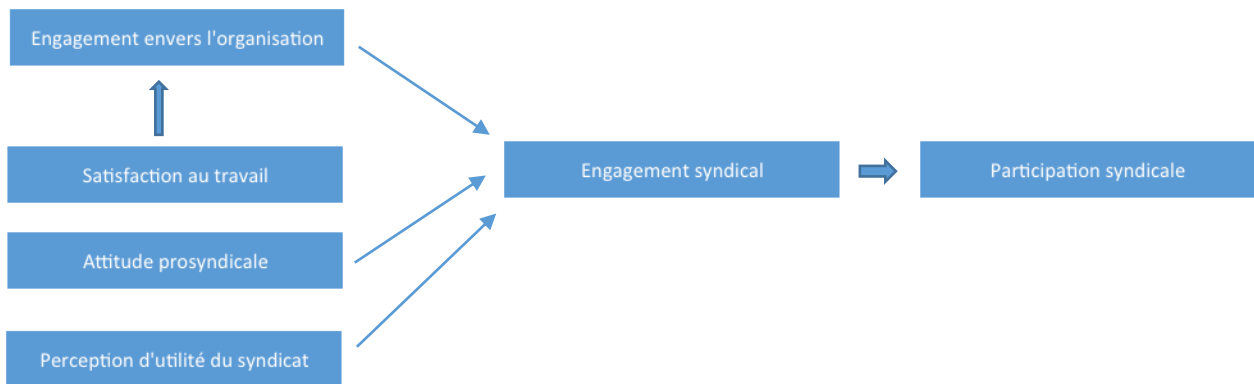 Engagement envers l'organisation
Satisfaction au travail
Attitude prosyndicale
Perception d'utilité du syndicat
Engagement syndical
Participation syndicale